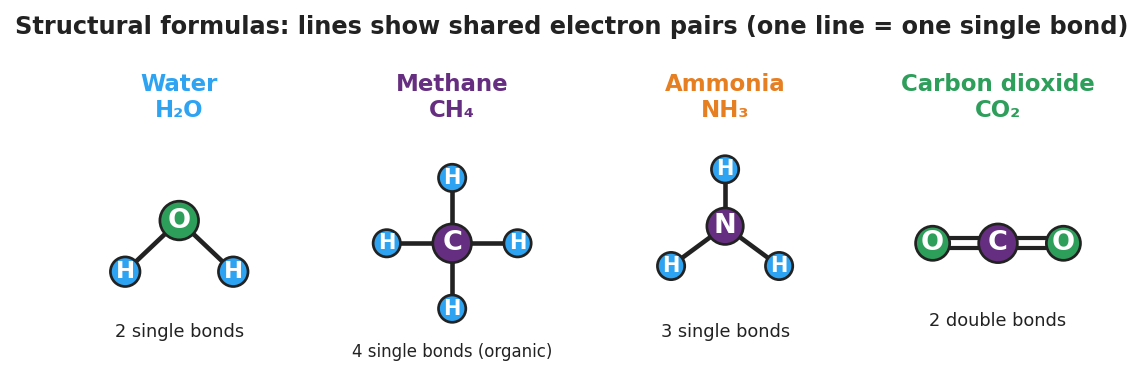 Structural formulas: lines show shared electron pairs (one line = one single bond)
Water
H₂O
Methane
CH₄
Ammonia
NH₃
Carbon dioxide
CO₂
O
H
H
H
H
C
H
H
H
N
H
H
O
C
O
2 single bonds
4 single bonds (organic)
3 single bonds
2 double bonds